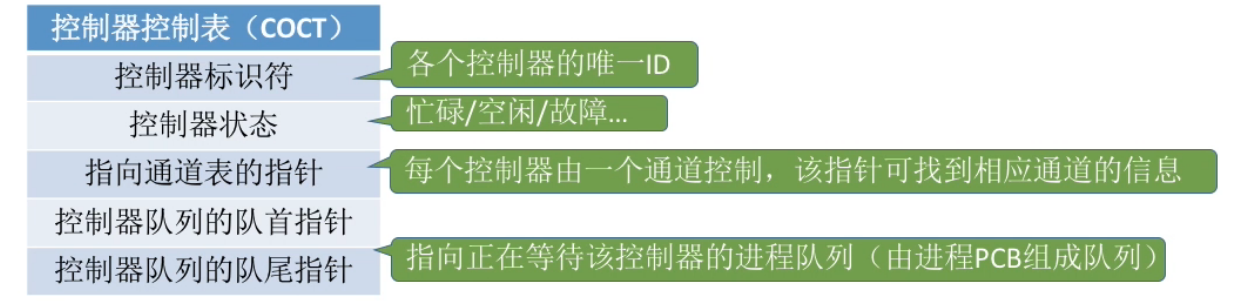 控制器控制表（COCT）
控制器标识符
各个控制器的唯一ID
控制器状态
忙碌/空闲/故障...
指向通道表的指针
每个控制器由一个通道控制，该指针可找到相应通道的信息
控制器队列的队首指针
控制器队列的队尾指针
指向正在等待该控制器的进程队列（由进程PCB组成队列）